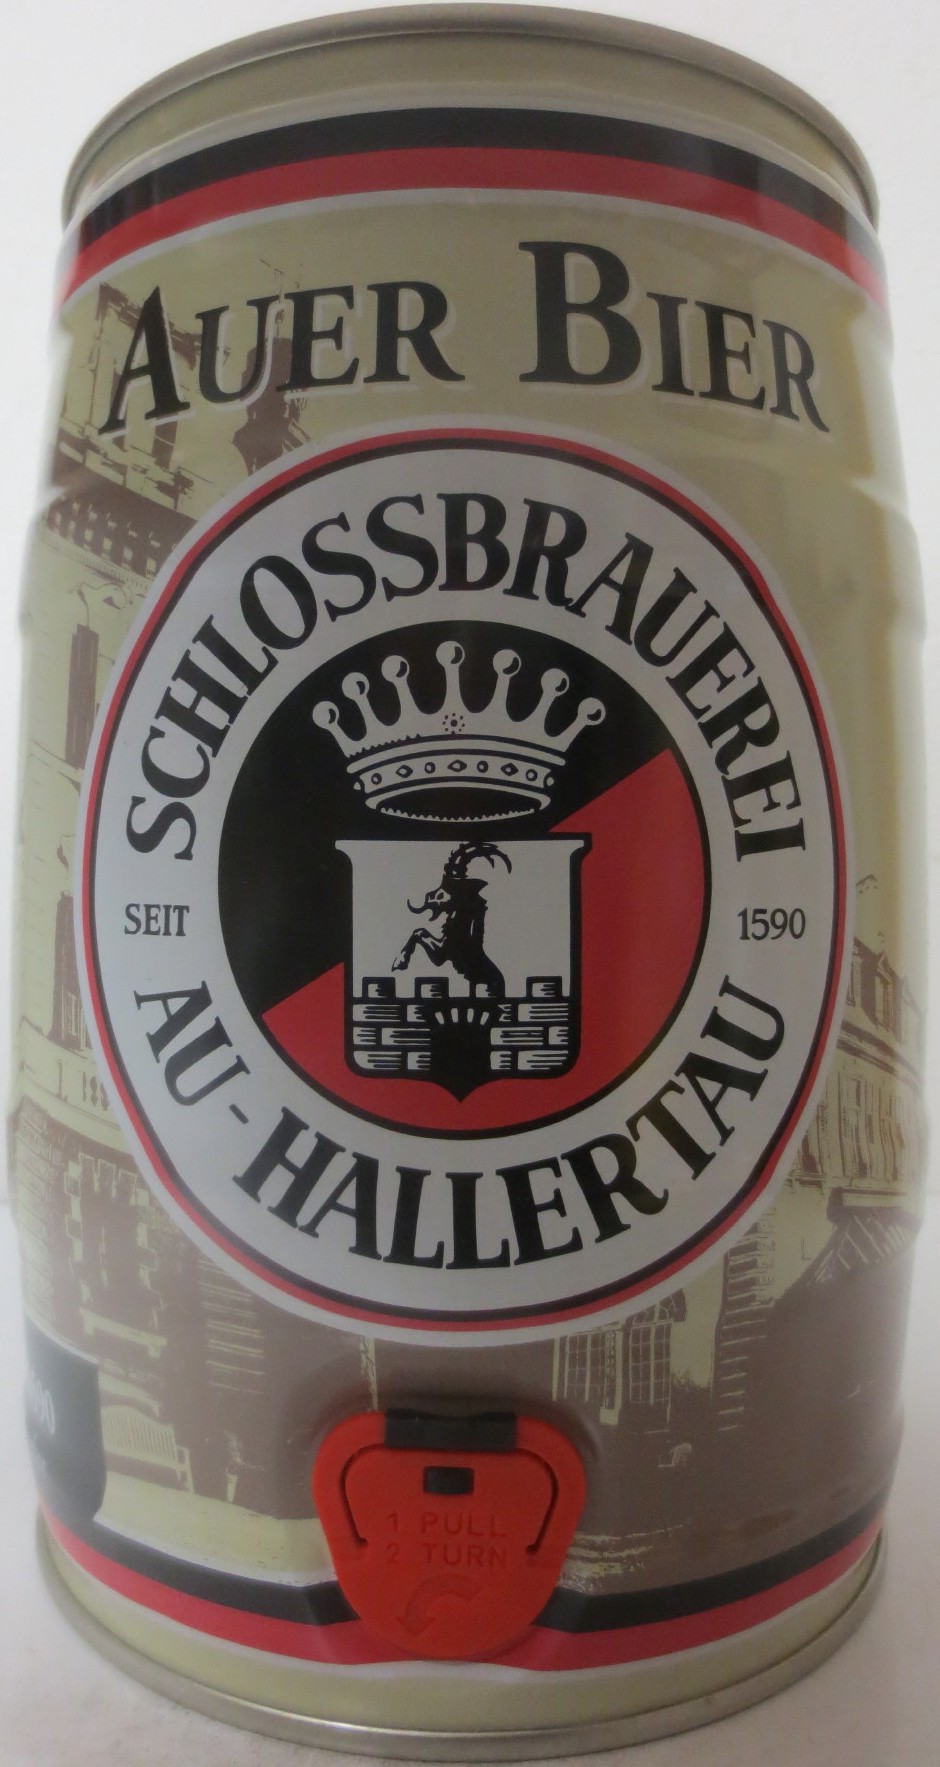 AUER BIER
SCHLOSSBRAUEREI
SEIT 1590
AU-HALLERTAU
1 PULL
2 TURN